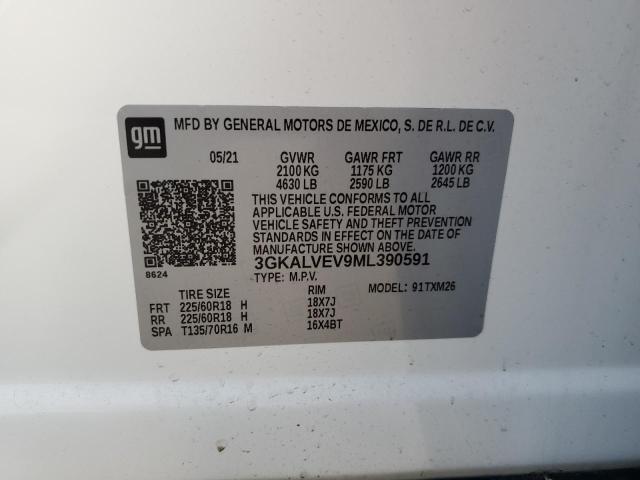 gm
MFD BY GENERAL MOTORS DE MEXICO, S. DE R.L. DE C.V.
05/21 GVWR GAWR FRT GAWR RR
2100 KG 1175 KG 1200 KG
4630 LB 2590 LB 2645 LB
THIS VEHICLE CONFORMS TO ALL
APPLICABLE U.S. FEDERAL MOTOR
VEHICLE SAFETY AND THEFT PREVENTION
STANDARDS IN EFFECT ON THE DATE OF
MANUFACTURE SHOWN ABOVE.
8624
3GKALVEV9ML390591
TYPE: M.P.V. MODEL: 91TXM26
TIRE SIZE RIM
FRT 225/60R18 H 18X7J
RR 225/60R18 H 18X7J
SPA T135/70R16 M 16X4BT